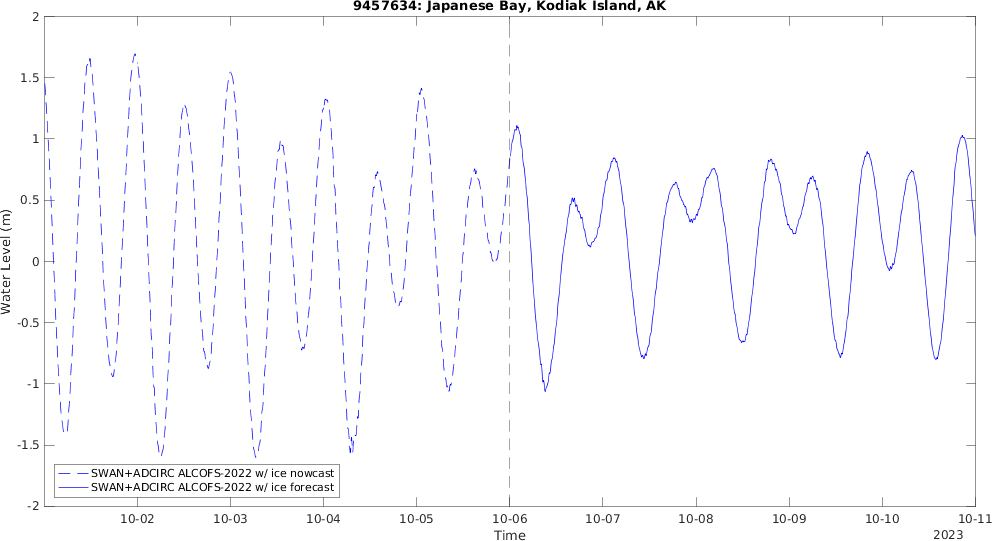 9457634: Japanese Bay, Kodiak Island, AK
2
1.5
1
0.5
0
-0.5
-1
-1.5
-2
Water Level (m)
SWAN+ADCIRC ALCOFS-2022 w/ ice nowcast
SWAN+ADCIRC ALCOFS-2022 w/ ice forecast
10-02 10-03 10-04 10-05 10-06 10-07 10-08 10-09 10-10 10-11
Time
2023